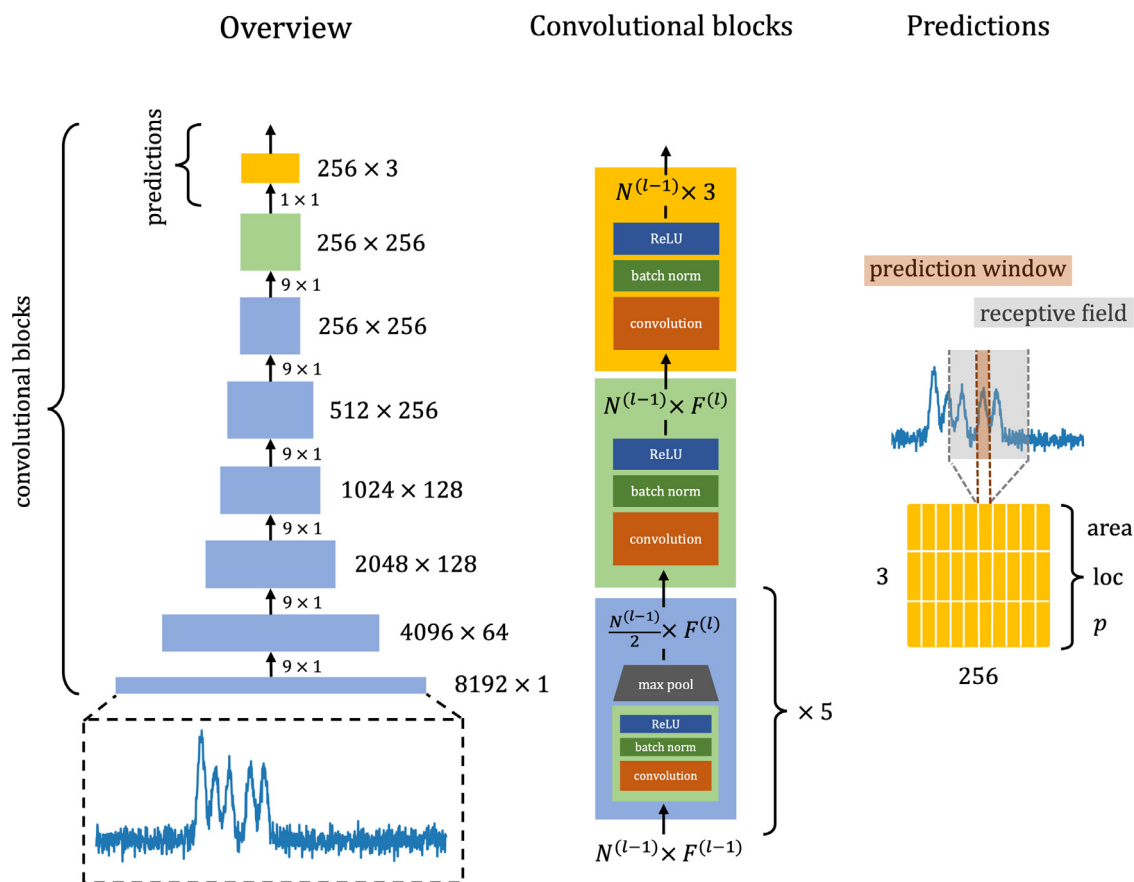 Overview
Convolutional blocks
Predictions
convolutional blocks
predictions
256 × 3
1 × 1
256 × 256
9 × 1
256 × 256
9 × 1
512 × 256
9 × 1
1024 × 128
9 × 1
2048 × 128
9 × 1
4096 × 64
9 × 1
8192 × 1
N^(l−1) × 3
ReLU
batch norm
convolution
N^(l−1) × F^(l)
ReLU
batch norm
convolution
N^(l−1)/2 × F^(l)
max pool
ReLU
batch norm
convolution
× 5
N^(l−1) × F^(l−1)
prediction window
receptive field
area
3
loc
p
256